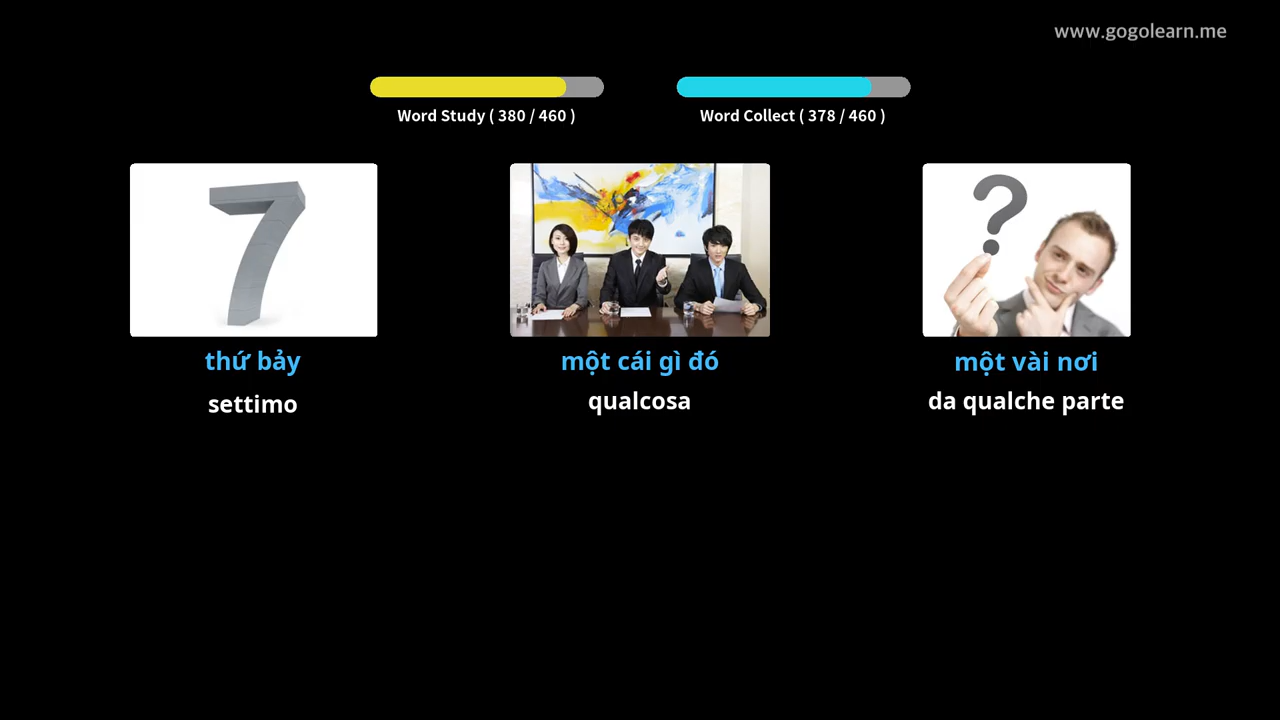 www.gogolearn.me
Word Study ( 380 / 460 )
Word Collect ( 378 / 460 )
7
?
thứ bảy
settimo
một cái gì đó
qualcosa
một vài nơi
da qualche parte